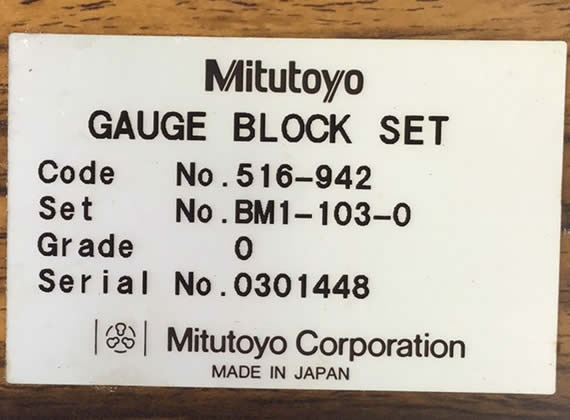 Mitutoyo
GAUGE BLOCK SET
Code No.516-942
Set No.BM1-103-0
Grade 0
Serial No.0301448
Mitutoyo Corporation
MADE IN JAPAN